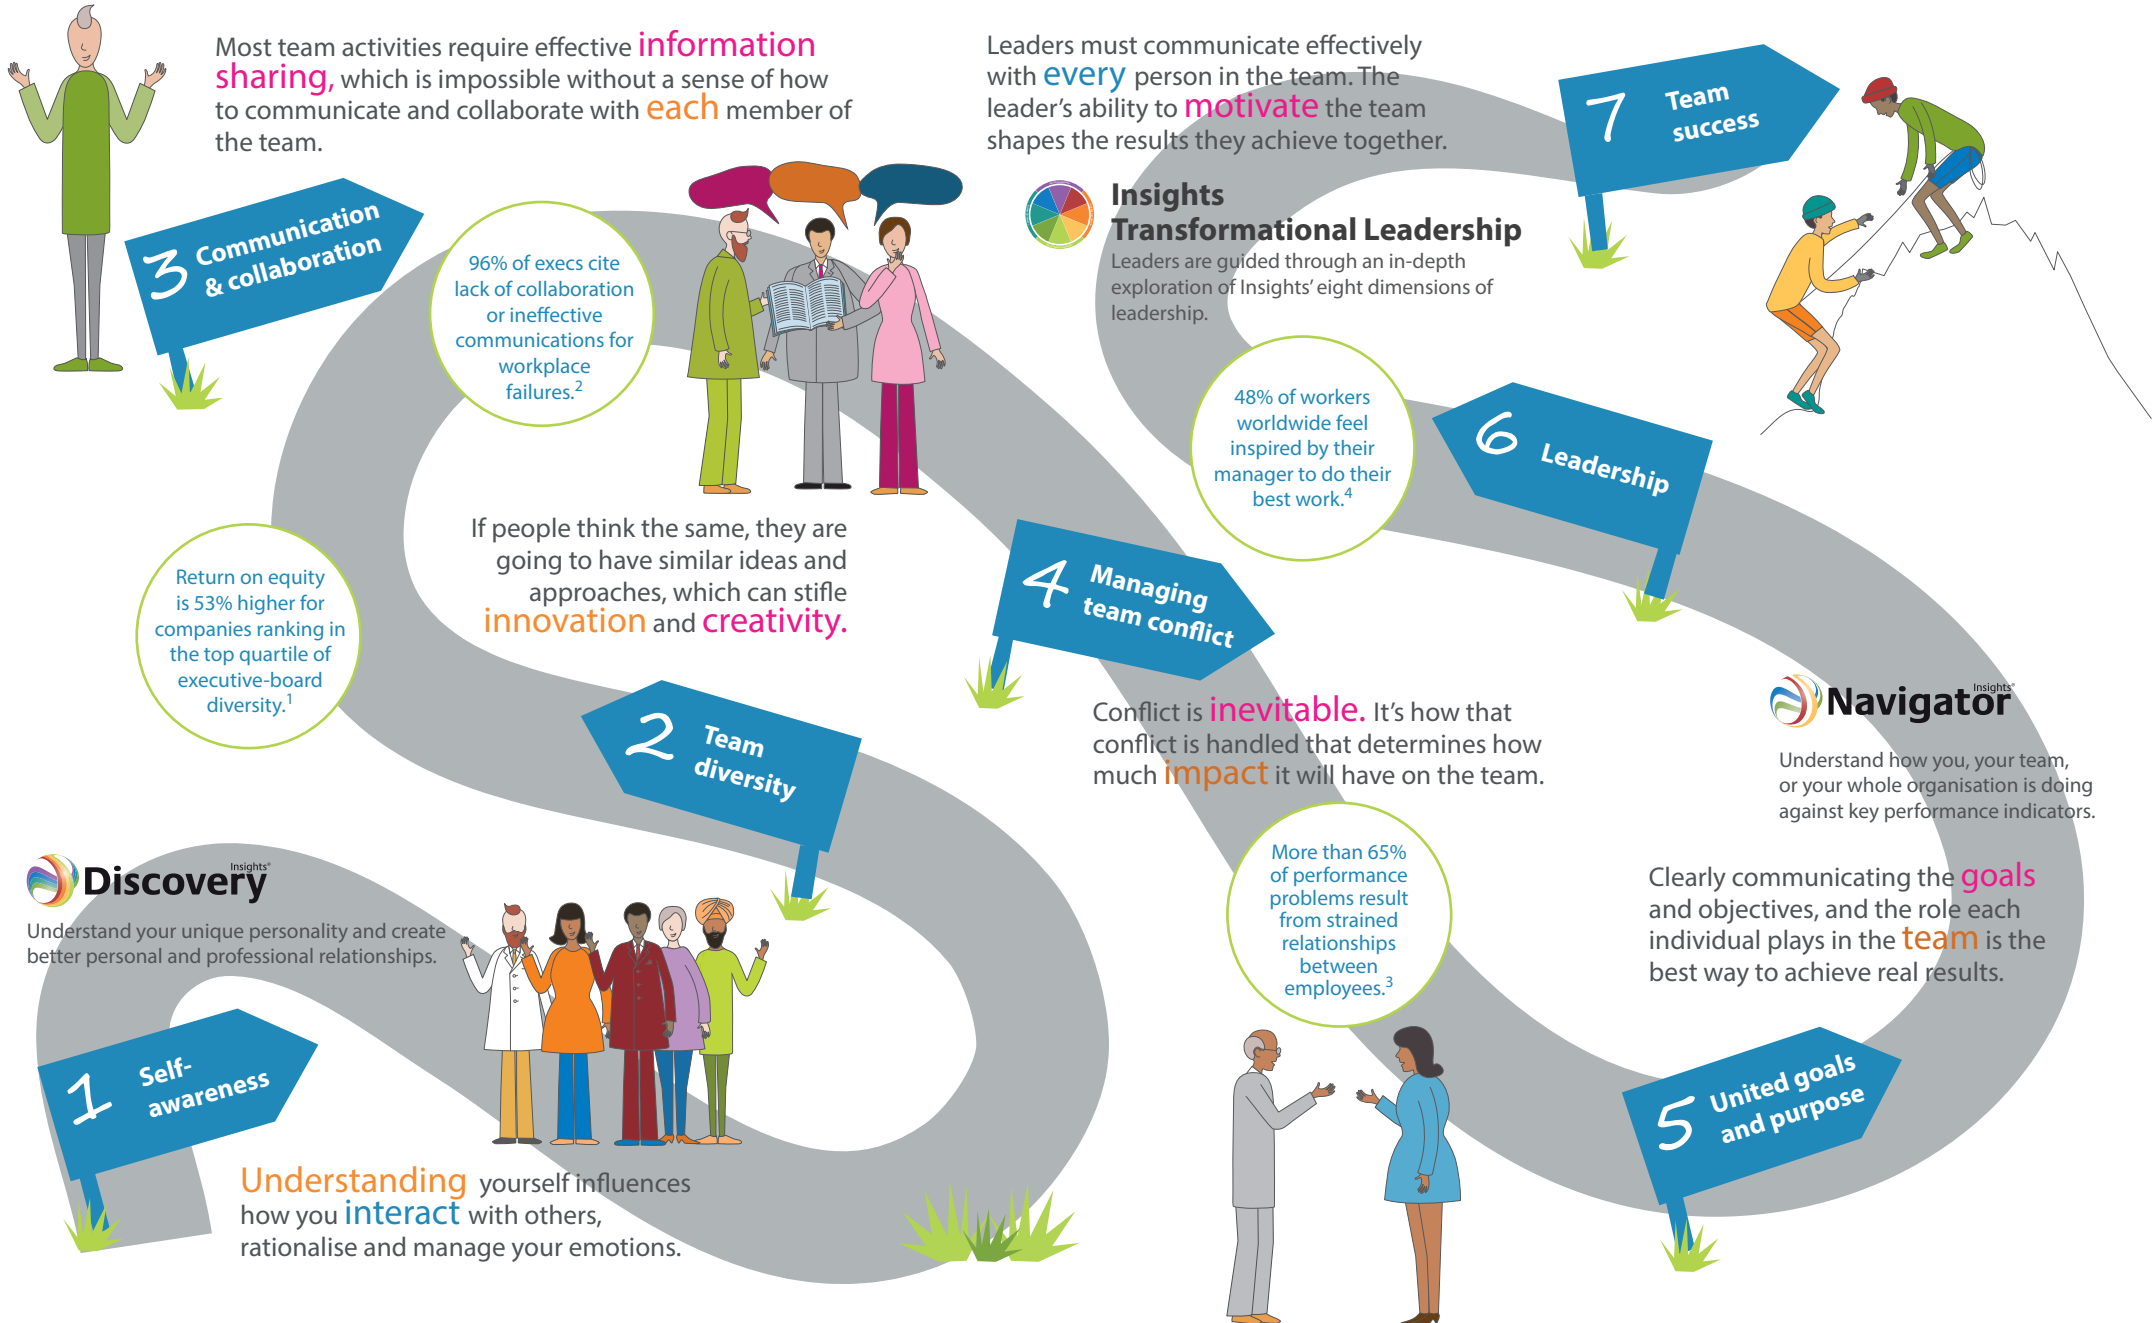 Most team activities require effective information
sharing, which is impossible without a sense of how
to communicate and collaborate with each member of
the team.
3 Communication
& collaboration
96% of execs cite
lack of collaboration
or ineffective
communications for
workplace
failures.2
Leaders must communicate effectively
with every person in the team. The
leader's ability to motivate the team
shapes the results they achieve together.
Insights
Transformational Leadership
Leaders are guided through an in-depth
exploration of Insights' eight dimensions of
leadership.
7 Team
success
48% of workers
worldwide feel
inspired by their
manager to do their
best work.4
6 Leadership
If people think the same, they are
going to have similar ideas and
approaches, which can stifle
innovation and creativity.
Return on equity
is 53% higher for
companies ranking in
the top quartile of
executive-board
diversity.1
2 Team
diversity
4 Managing
team conflict
Conflict is inevitable. It's how that
conflict is handled that determines how
much impact it will have on the team.
More than 65%
of performance
problems result
from strained
relationships
between
employees.3
Insights®
Navigator
Understand how you, your team,
or your whole organisation is doing
against key performance indicators.
Clearly communicating the goals
and objectives, and the role each
individual plays in the team is the
best way to achieve real results.
5 United goals
and purpose
Insights®
Discovery
Understand your unique personality and create
better personal and professional relationships.
1 Self-
awareness
Understanding yourself influences
how you interact with others,
rationalise and manage your emotions.